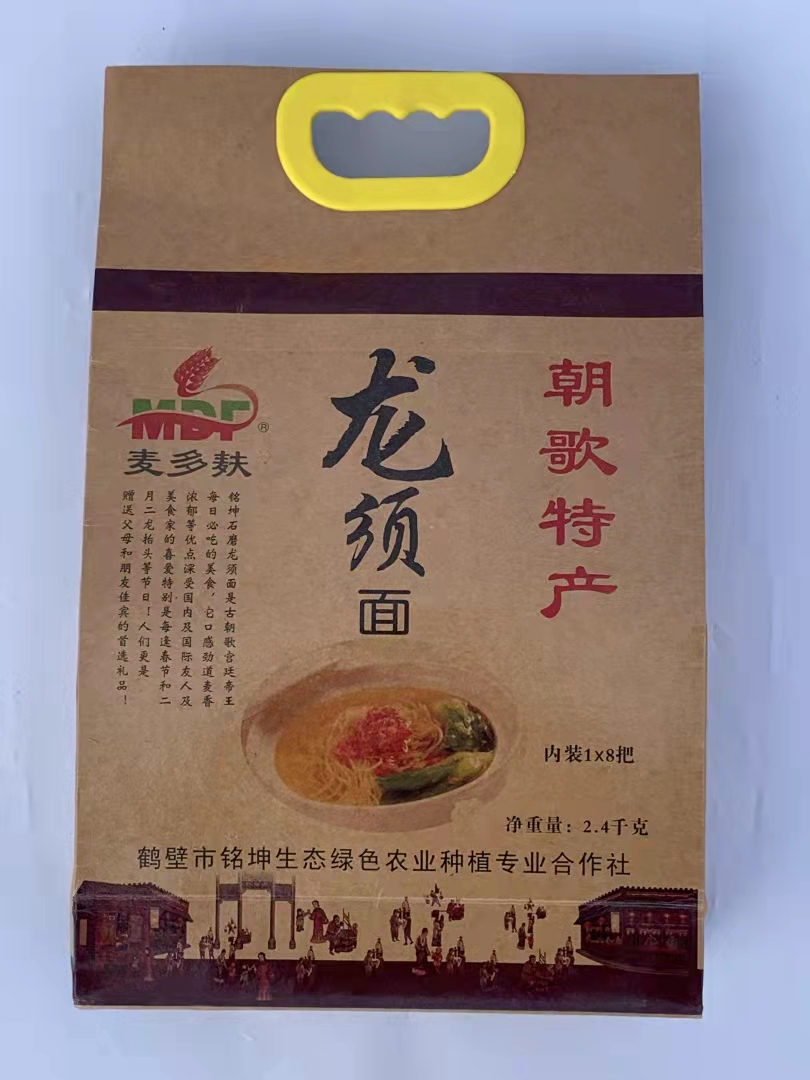 MDF®
麦多麸
龙须面
朝歌特产
铭坤石磨龙须面是古朝歌宫廷帝王
每日必吃的美食，它口感劲道麦香
浓郁等优点深受国内及国际友人及
美食家的喜爱特别是每逢春节和二
月二龙抬头等节日！人们更是
赠送父母和朋友佳宾的首选礼品！
内装1x8把
净重量：2.4千克
鹤壁市铭坤生态绿色农业种植专业合作社